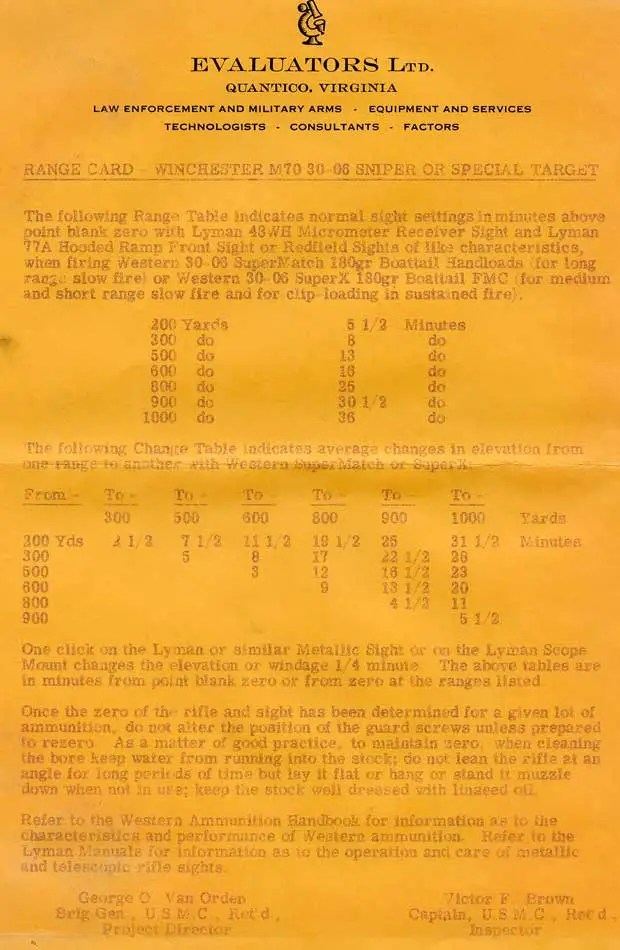 EVALUATORS LTD.
QUANTICO, VIRGINIA
LAW ENFORCEMENT AND MILITARY ARMS - EQUIPMENT AND SERVICES
TECHNOLOGISTS - CONSULTANTS - FACTORS
RANGE CARD - WINCHESTER M70 30-06 SNIPER OR SPECIAL TARGET
The following Range Table indicates normal sight settings in minutes above
point blank zero with Lyman 48WH Micrometer Receiver Sight and Lyman
77A Hooded Ramp Front Sight or Redfield Sights of like characteristics,
when firing Western 30-06 SuperMatch 180gr Boattail Handloads (for long
range slow fire) or Western 30-06 SuperX 180gr Boattail FMC (for medium
and short range slow fire and for clip-loading in sustained fire).
200 Yards 5 1/2 Minutes
300 do 8 do
500 do 13 do
600 do 16 do
800 do 25 do
900 do 30 1/2 do
1000 do 36 do
The following Change Table indicates average changes in elevation from
one range to another with Western SuperMatch or SuperX:
From - To - To - To - To - To - To -
300 500 600 800 900 1000 Yards
200 Yds 2 1/2 7 1/2 11 1/2 19 1/2 25 31 1/2 Minutes
300 5 8 17 22 1/2 28
500 3 12 16 1/2 23
600 9 13 1/2 20
800 4 1/2 11
900 5 1/2
One click on the Lyman or similar Metallic Sight or on the Lyman Scope
Mount changes the elevation or windage 1/4 minute. The above tables are
in minutes from point blank zero or from zero at the ranges listed.
Once the zero of the rifle and sight has been determined for a given lot of
ammunition, do not alter the position of the guard screws unless prepared
to rezero. As a matter of good practice, to maintain zero, when cleaning
the bore keep water from running into the stock; do not lean the rifle at an
angle for long periods of time but lay it flat or hang or stand it muzzle
down when not in use; keep the stock well dressed with linseed oil.
Refer to the Western Ammunition Handbook for information as to the
characteristics and performance of Western ammunition. Refer to the
Lyman Manuals for information as to the operation and care of metallic
and telescopic rifle sights.
George O. Van Orden Victor F. Brown
Brig-Gen., U.S.M.C., Ret'd., Captain, U.S.M.C., Ret'd.,
Project Director Inspector